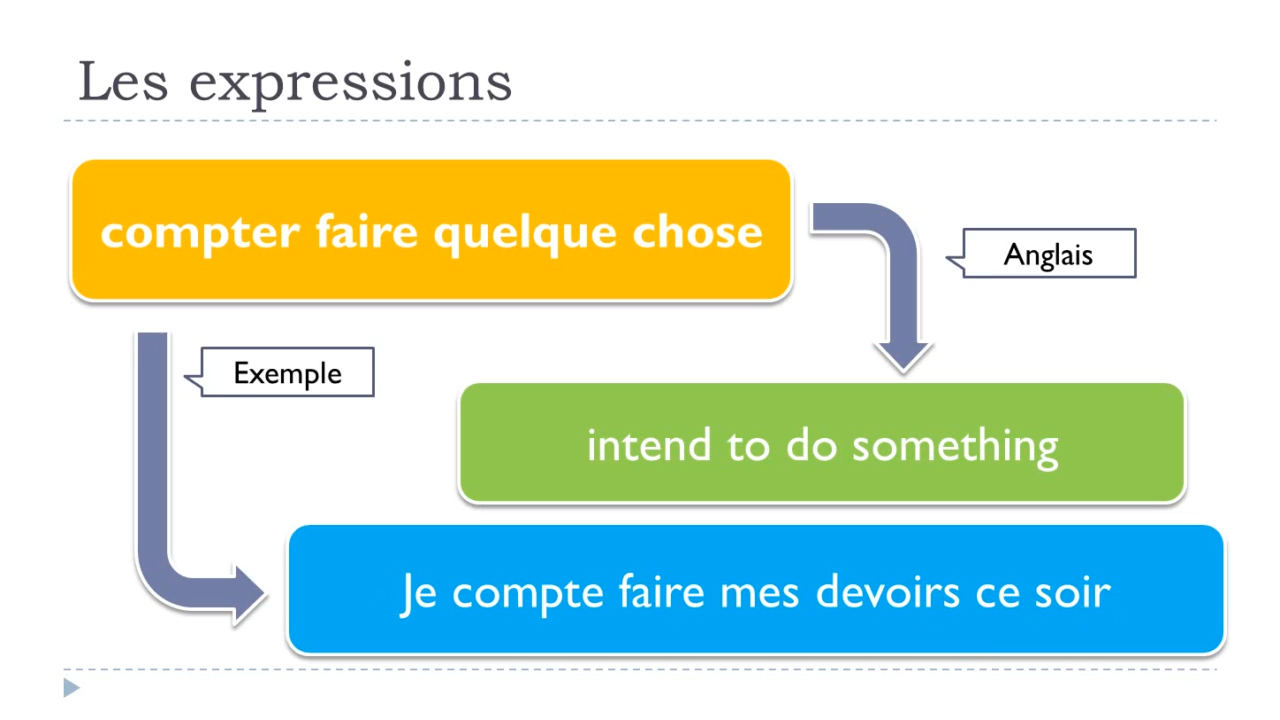 Les expressions
compter faire quelque chose
Anglais
Exemple
intend to do something
Je compte faire mes devoirs ce soir